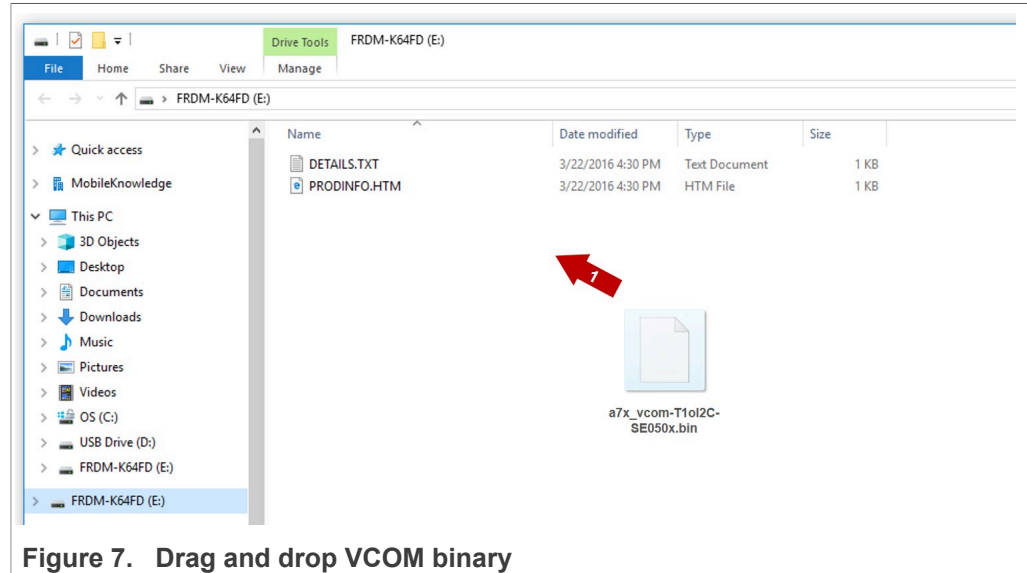 Drive Tools FRDM-K64FD (E:)
File Home Share View Manage
FRDM-K64FD (E:)
Name Date modified Type Size
Quick access
MobileKnowledge
This PC
3D Objects
Desktop
Documents
Downloads
Music
Pictures
Videos
OS (C:)
USB Drive (D:)
FRDM-K64FD (E:)
FRDM-K64FD (E:)
DETAILS.TXT 3/22/2016 4:30 PM Text Document 1 KB
PRODINFO.HTM 3/22/2016 4:30 PM HTM File 1 KB
1
a7x_vcom-T1oI2C-
SE050x.bin
Figure 7. Drag and drop VCOM binary